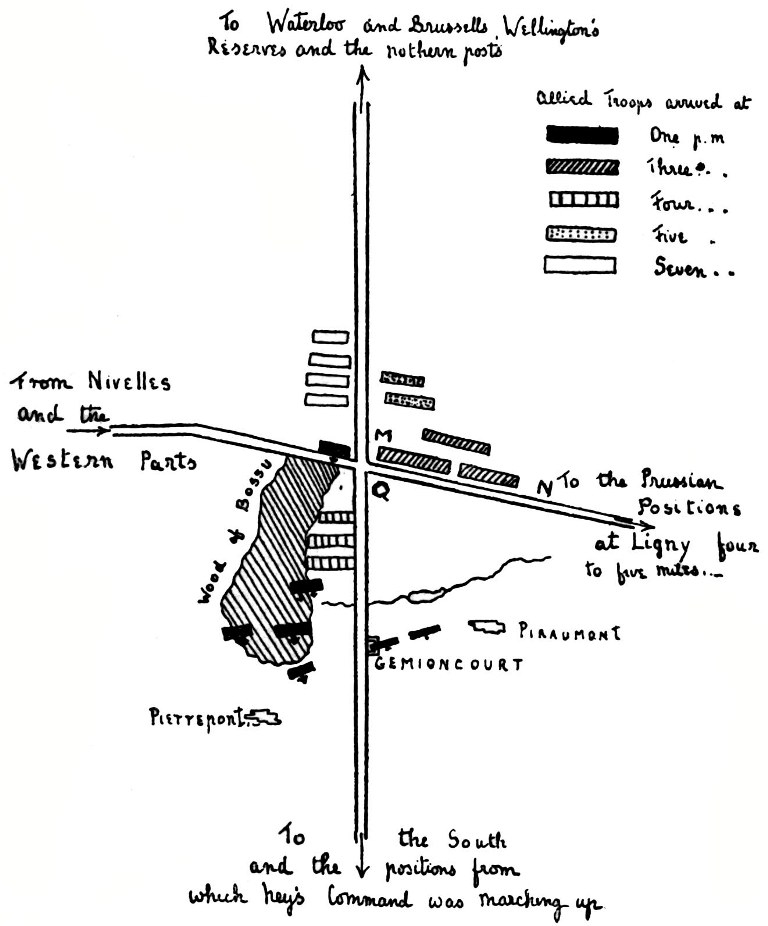 To Waterloo and Brussells, Wellington's
Reserves and the nothern posts
Allied Troops arrived at
One p.m
Three . .
Four . . .
Five .
Seven . .
From Nivelles
and the
Western Parts
M
Q
N
To the Prussian
Positions
at Ligny four
to five miles...
Wood of Bossu
Piraumont
Gemioncourt
Pierrepont
To the South
and the positions from
which Ney's Command was marching up